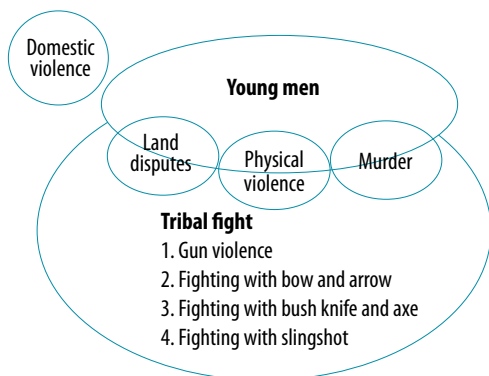 Domestic
violence
Young men
Land
disputes
Physical
violence
Murder
Tribal fight
1. Gun violence
2. Fighting with bow and arrow
3. Fighting with bush knife and axe
4. Fighting with slingshot